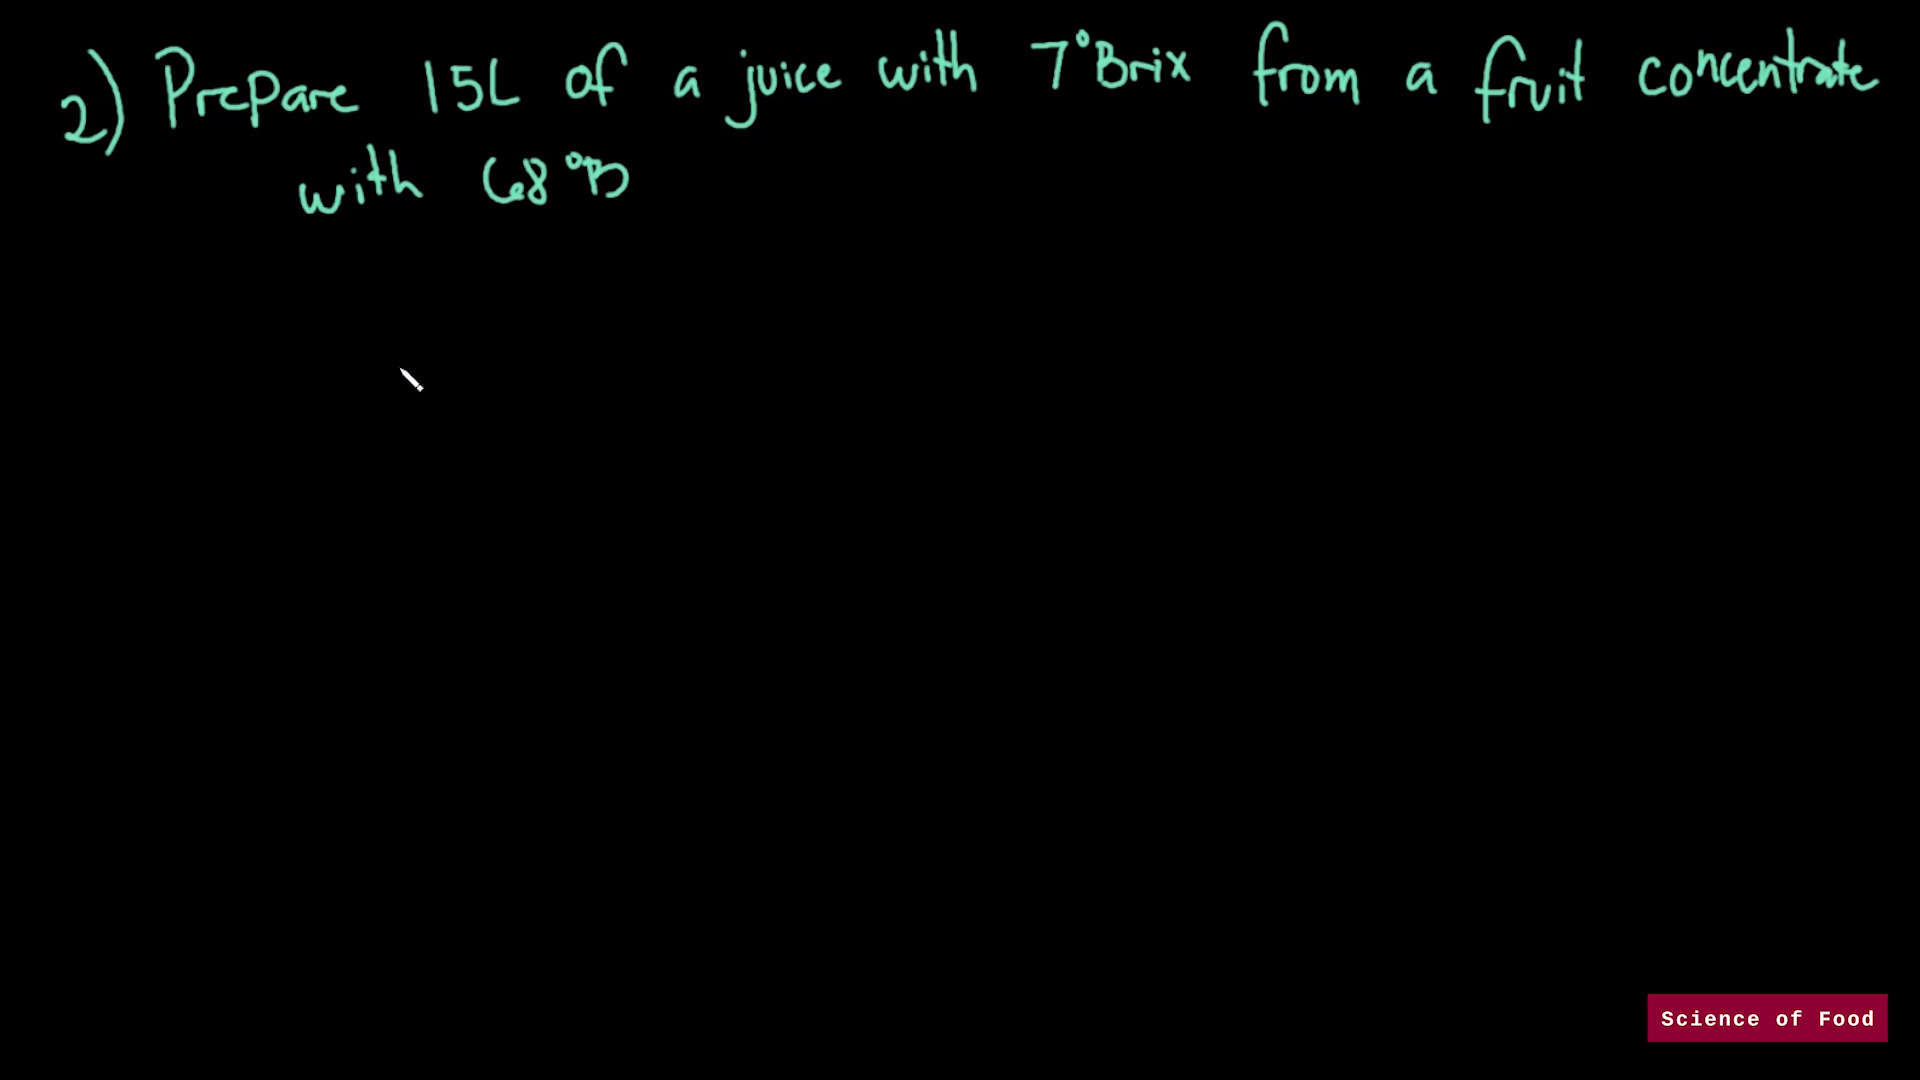 2) Prepare 15L of a juice with 7°Brix from a fruit concentrate
with 68°B
Science of Food